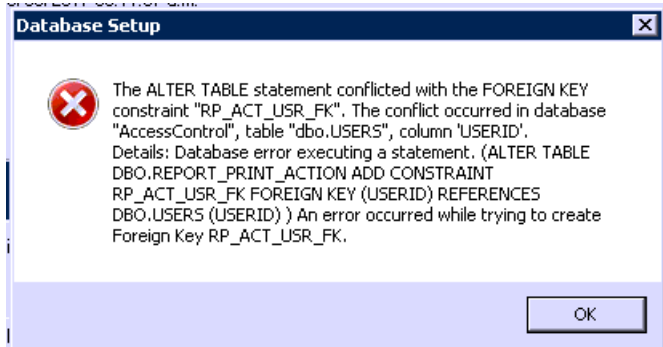 Database Setup
The ALTER TABLE statement conflicted with the FOREIGN KEY
constraint "RP_ACT_USR_FK". The conflict occurred in database
"AccessControl", table "dbo.USERS", column 'USERID'.
Details: Database error executing a statement. (ALTER TABLE
DBO.REPORT_PRINT_ACTION ADD CONSTRAINT
RP_ACT_USR_FK FOREIGN KEY (USERID) REFERENCES
DBO.USERS (USERID) ) An error occurred while trying to create
Foreign Key RP_ACT_USR_FK.
OK